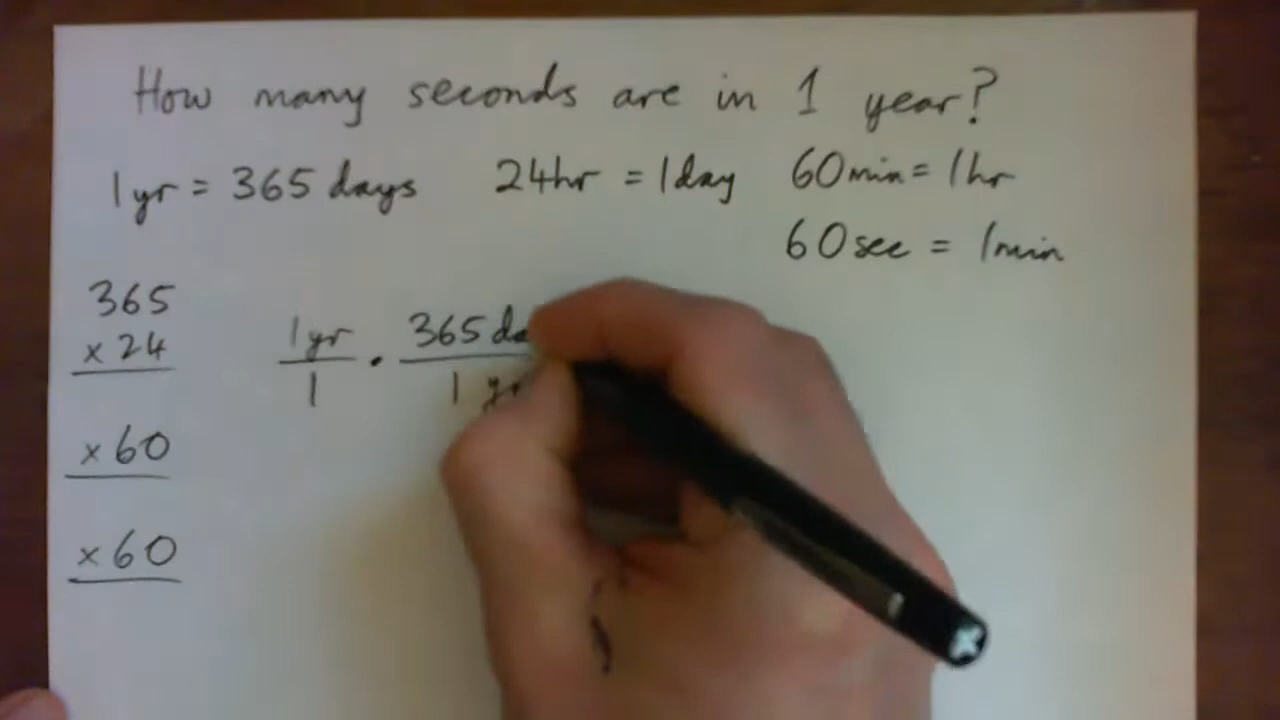 How many seconds are in 1 year?
1yr = 365 days 24hr = 1day 60min = 1hr
60sec = 1min
365
x 24
x 60
x 60
1yr
1
·
365
1